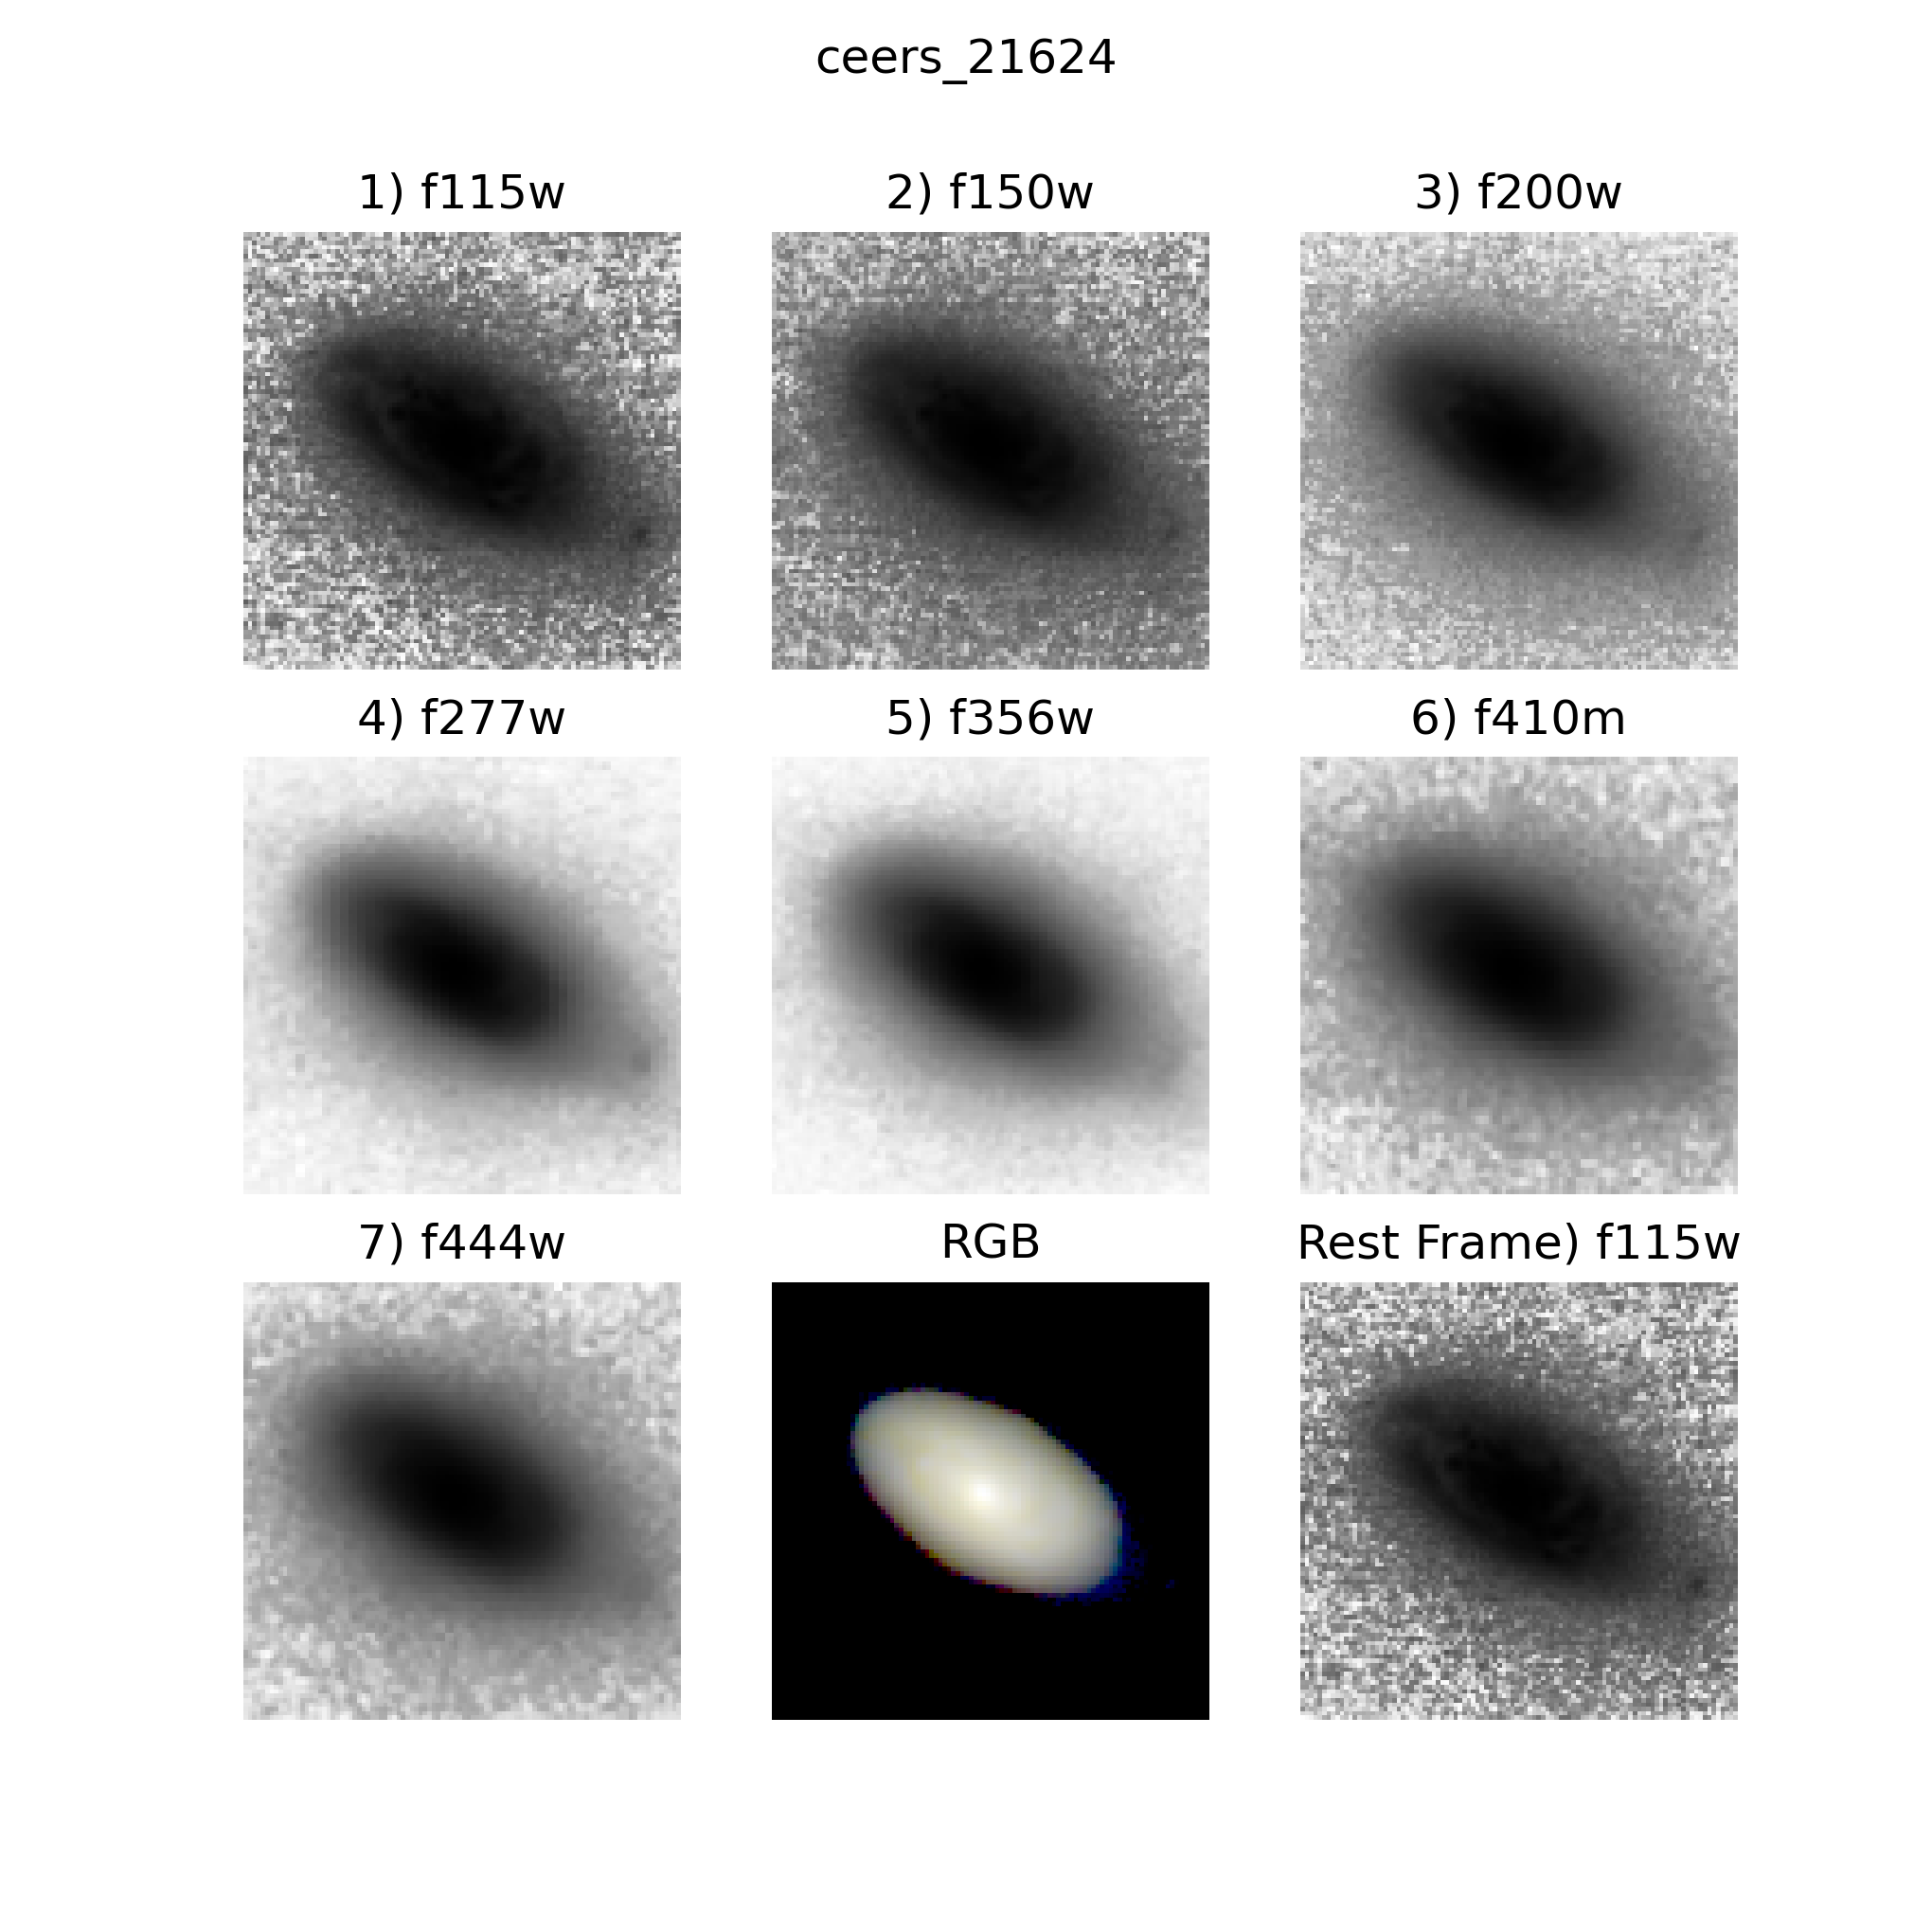 ceers_21624
1) f115w
2) f150w
3) f200w
4) f277w
5) f356w
6) f410m
7) f444w
RGB
Rest Frame) f115w